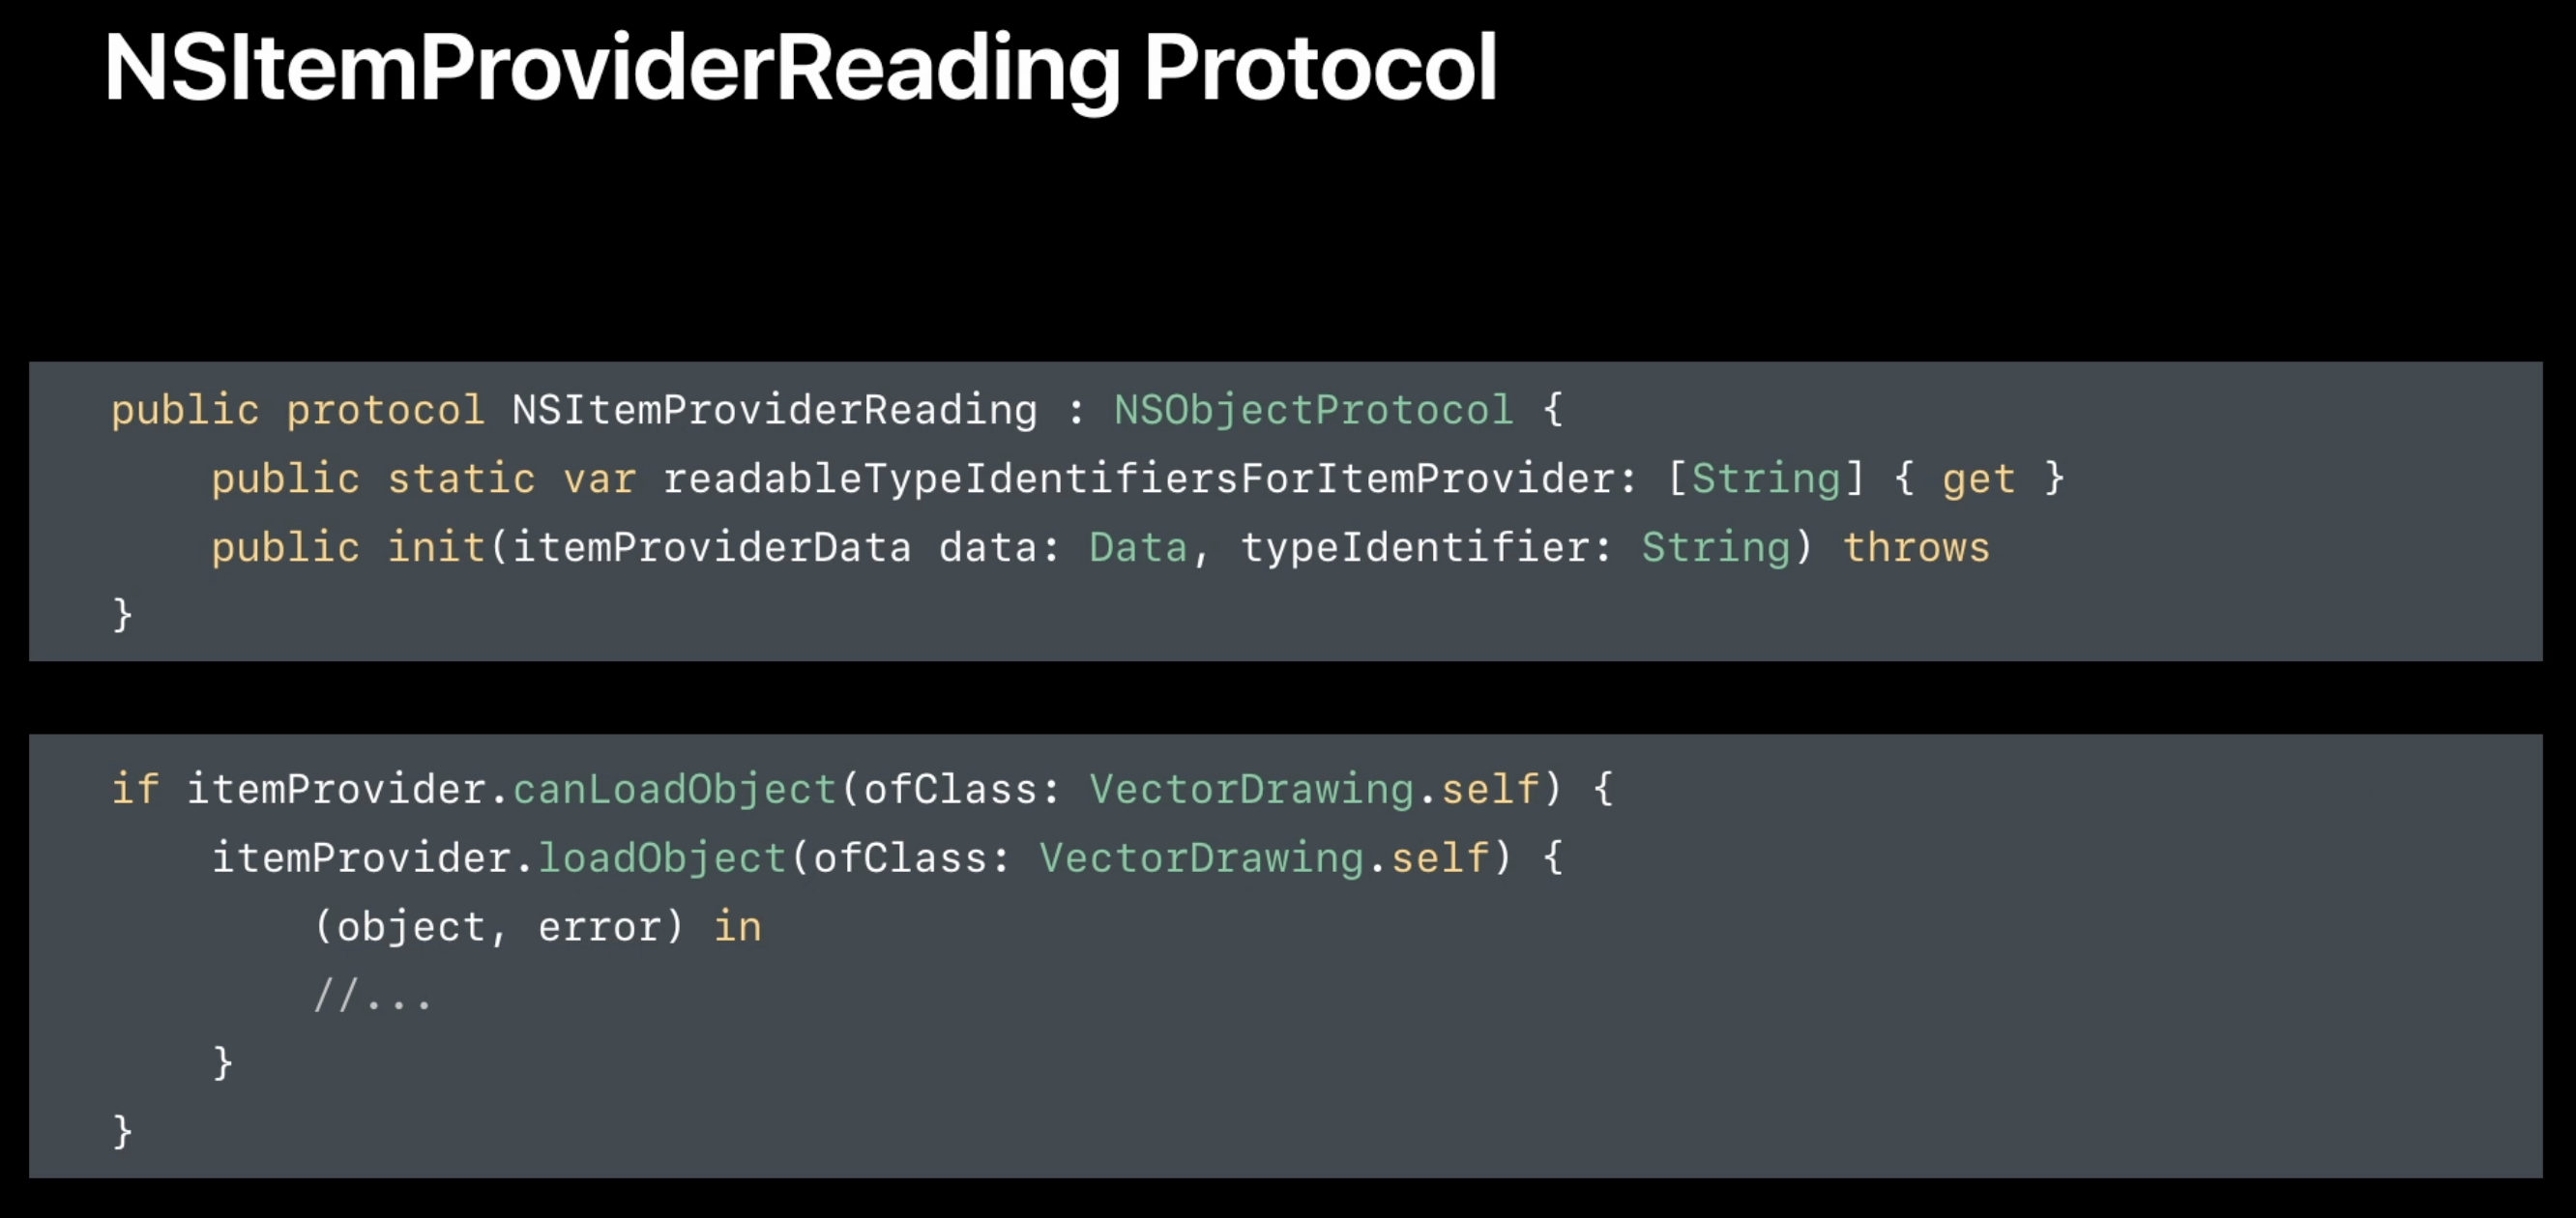 NSItemProviderReading Protocol
public protocol NSItemProviderReading : NSObjectProtocol {
    public static var readableTypeIdentifiersForItemProvider: [String] { get }
    public init(itemProviderData data: Data, typeIdentifier: String) throws
}
if itemProvider.canLoadObject(ofClass: VectorDrawing.self) {
    itemProvider.loadObject(ofClass: VectorDrawing.self) {
        (object, error) in
        //...
    }
}